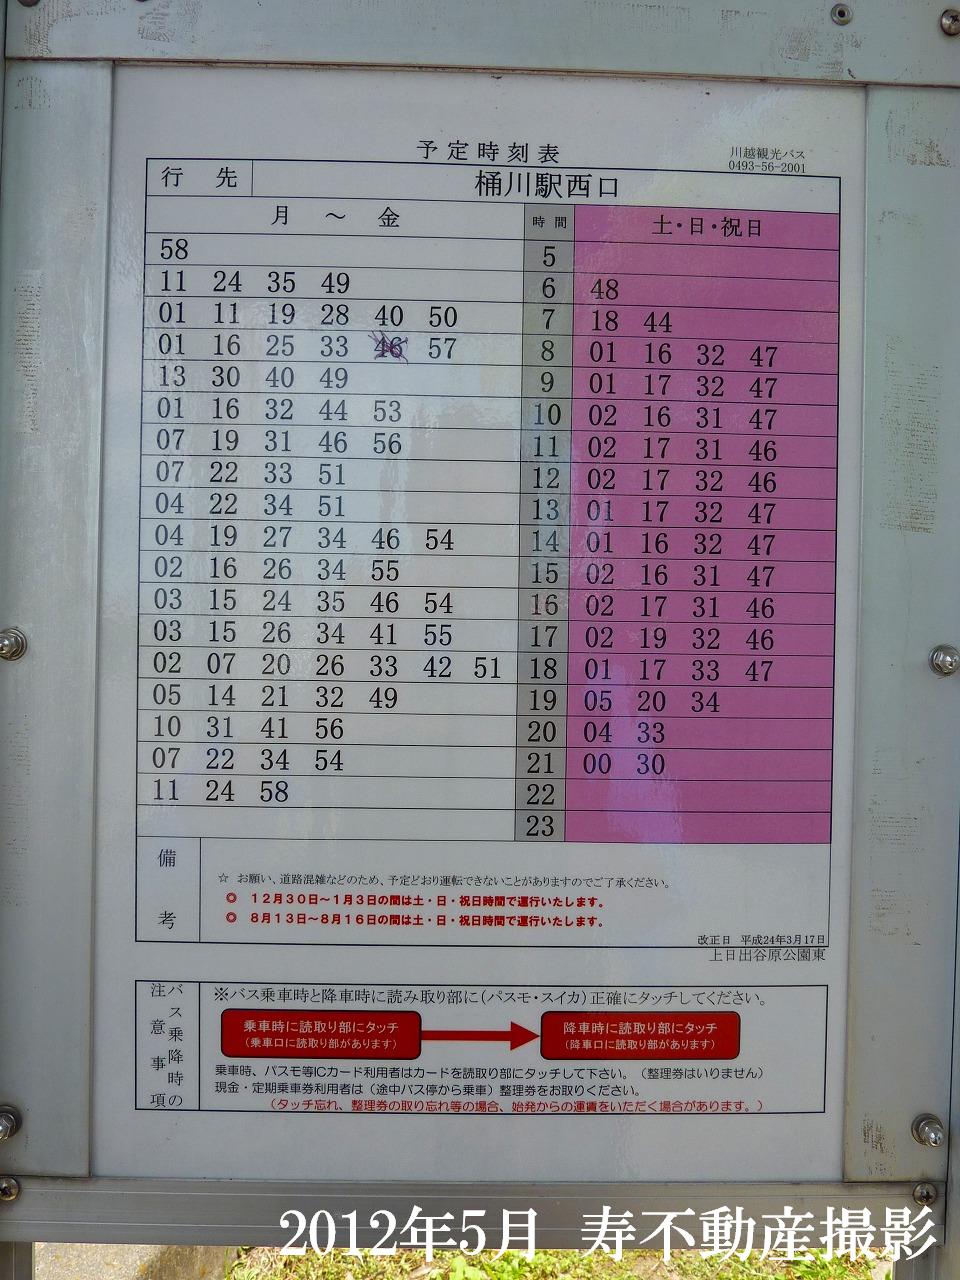 予定時刻表
川越観光バス
0493-56-2001
行先 桶川駅西口
月～金 時間 土・日・祝日
58 5
11 24 35 49 6 48
01 11 19 28 40 50 7 18 44
01 16 25 33 46 57 8 01 16 32 47
13 30 40 49 9 01 17 32 47
01 16 32 44 53 10 02 16 31 47
07 19 31 46 56 11 02 17 31 46
07 22 33 51 12 02 17 32 46
04 22 34 51 13 01 17 32 47
04 19 27 34 46 54 14 01 16 32 47
02 16 26 34 55 15 02 16 31 47
03 15 24 35 46 54 16 02 17 31 46
03 15 26 34 41 55 17 02 19 32 46
02 07 20 26 33 42 51 18 01 17 33 47
05 14 21 32 49 19 05 20 34
10 31 41 56 20 04 33
07 22 34 54 21 00 30
11 24 58 22
23
備考
☆ お願い、道路混雑などのため、予定どおり運転できないことがありますのでご了承ください。
◎ 12月30日～1月3日の間は土・日・祝日時間で運行いたします。
◎ 8月13日～8月16日の間は土・日・祝日時間で運行いたします。
改正日 平成24年3月17日
上日出谷原公園東
バス乗降時の注意事項
※バス乗車時と降車時に読み取り部に(パスモ・スイカ)正確にタッチしてください。
乗車時に読取り部にタッチ
(乗車口に読取り部があります)
降車時に読取り部にタッチ
(降車口に読取り部があります)
乗車時、パスモ等ICカード利用者はカードを読取り部にタッチして下さい。（整理券はいりません）
現金・定期乗車券利用者は（途中バス停から乗車）整理券をお取りください。
（タッチ忘れ、整理券の取り忘れ等の場合、始発からの運賃をいただく場合があります。）
2012年5月 寿不動産撮影